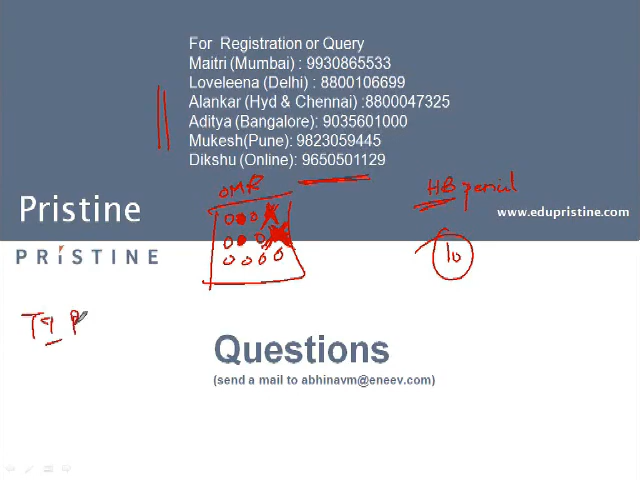 For Registration or Query
Maitri (Mumbai) : 9930865533
Loveleena (Delhi) : 8800106699
Alankar (Hyd & Chennai) :8800047325
Aditya (Bangalore): 9035601000
Mukesh(Pune): 9823059445
Dikshu (Online): 9650501129
OMR
HB pencil
Pristine
www.edupristine.com
PRiSTINE
10
Questions
(send a mail to abhinavm@eneev.com)